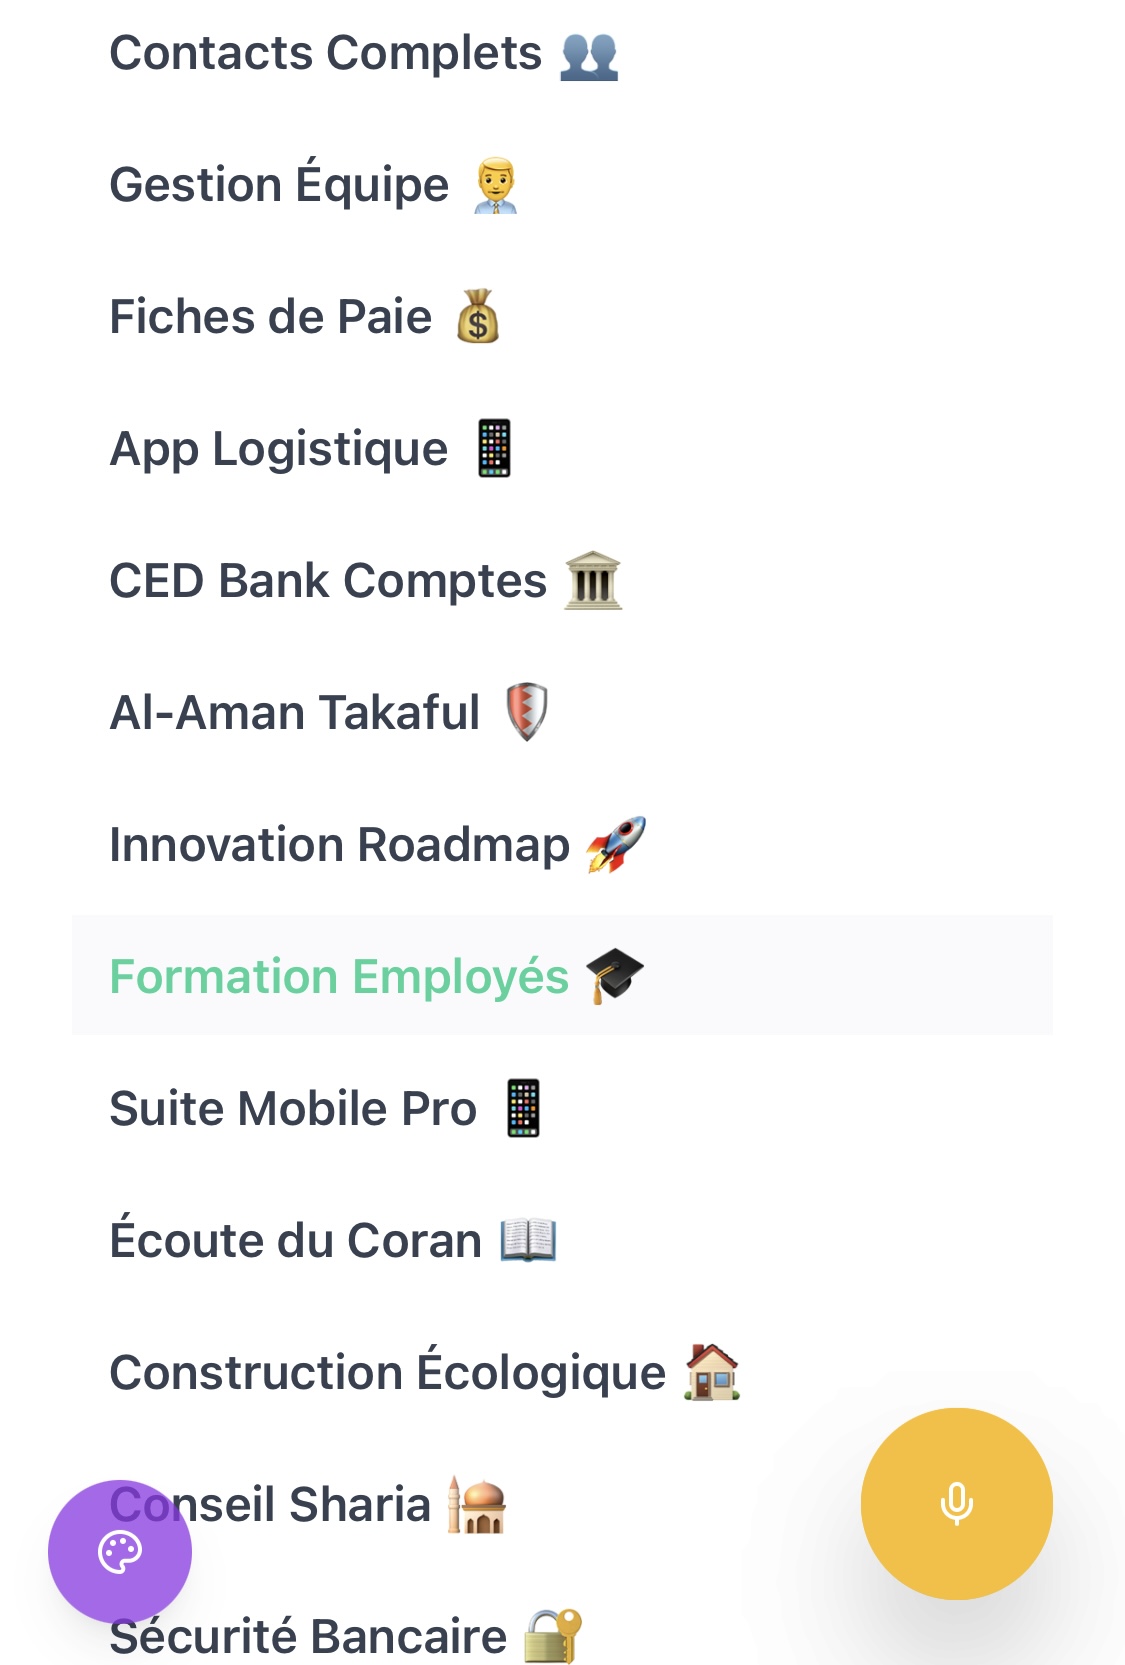 Contacts Complets 👥
Gestion Équipe 👨‍💼
Fiches de Paie 💰
App Logistique 📱
CED Bank Comptes 🏛️
Al-Aman Takaful 🛡️
Innovation Roadmap 🚀
Formation Employés 🎓
Suite Mobile Pro 📱
Écoute du Coran 📖
Construction Écologique 🏠
Conseil Sharia 🕌
Sécurité Bancaire 🔐